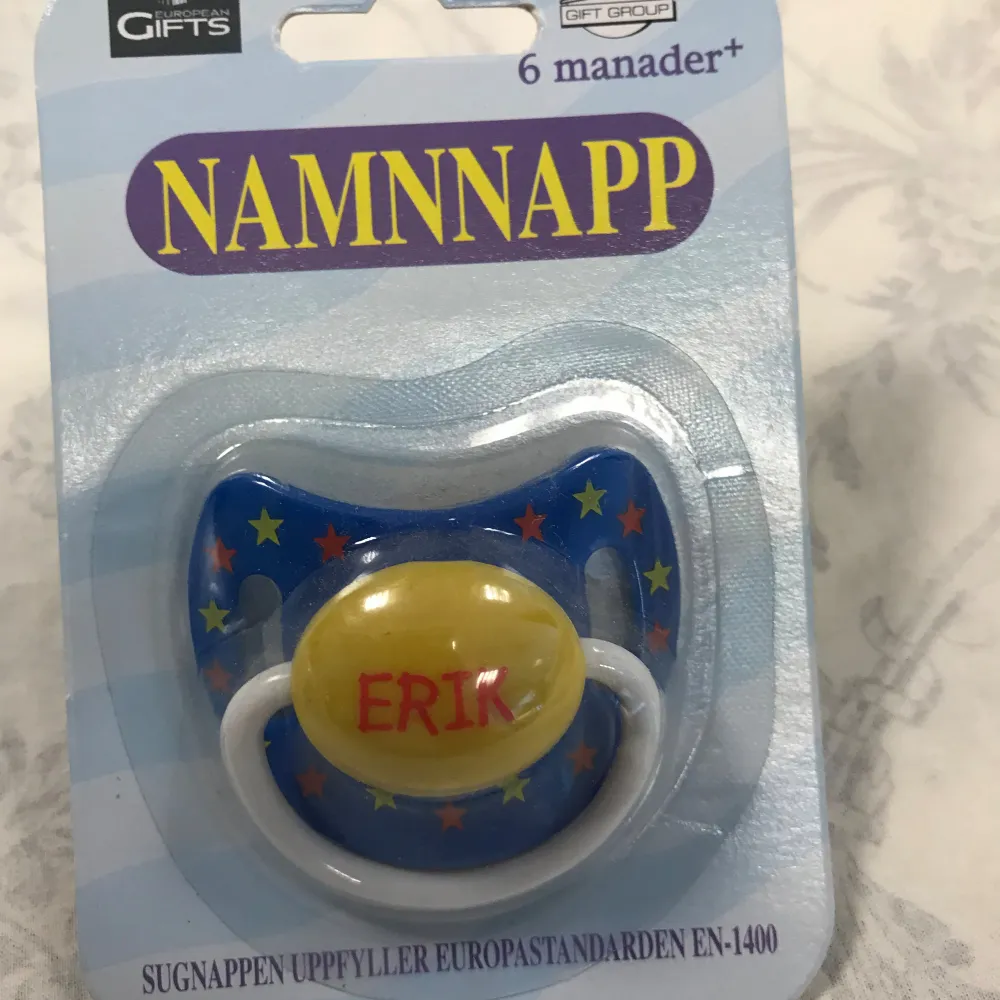 EUROPEAN
GIFTS
GIFT GROUP
6 manader+
NAMNNAPP
ERIK
SUGNAPPEN UPPFYLLER EUROPASTANDARDEN EN-1400